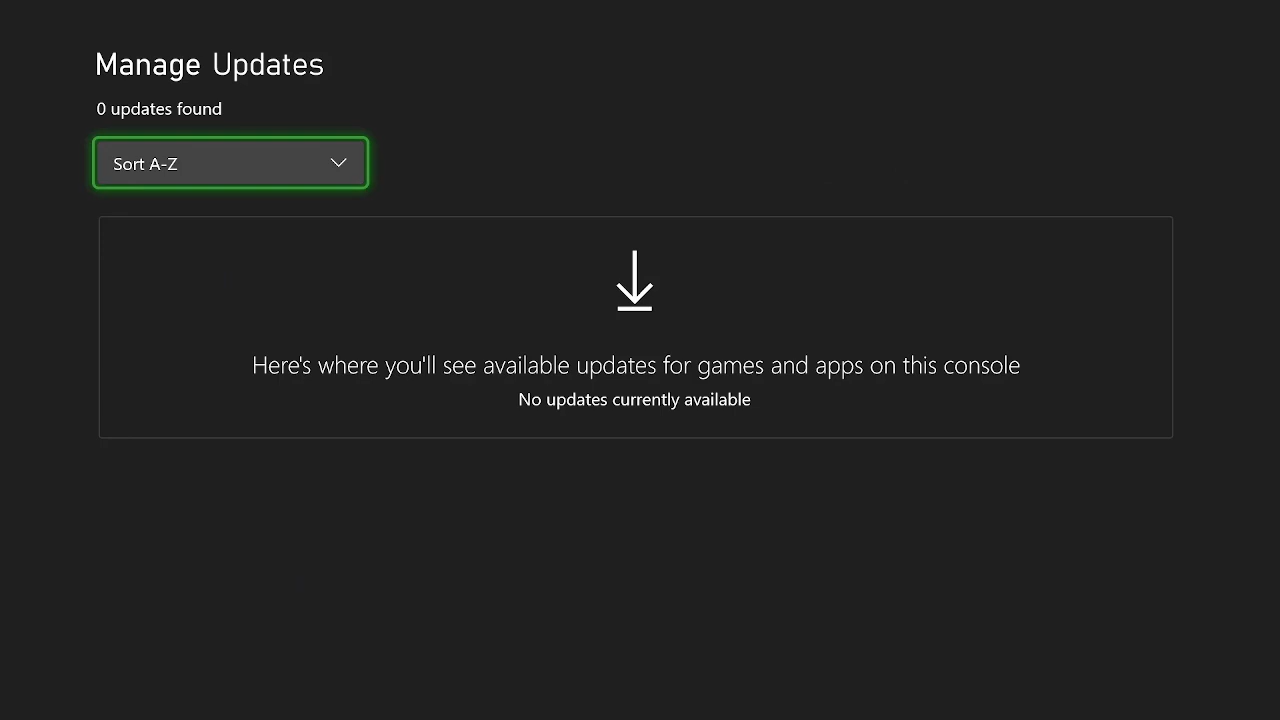 Manage Updates
0 updates found
Sort A-Z
Here's where you'll see available updates for games and apps on this console
No updates currently available